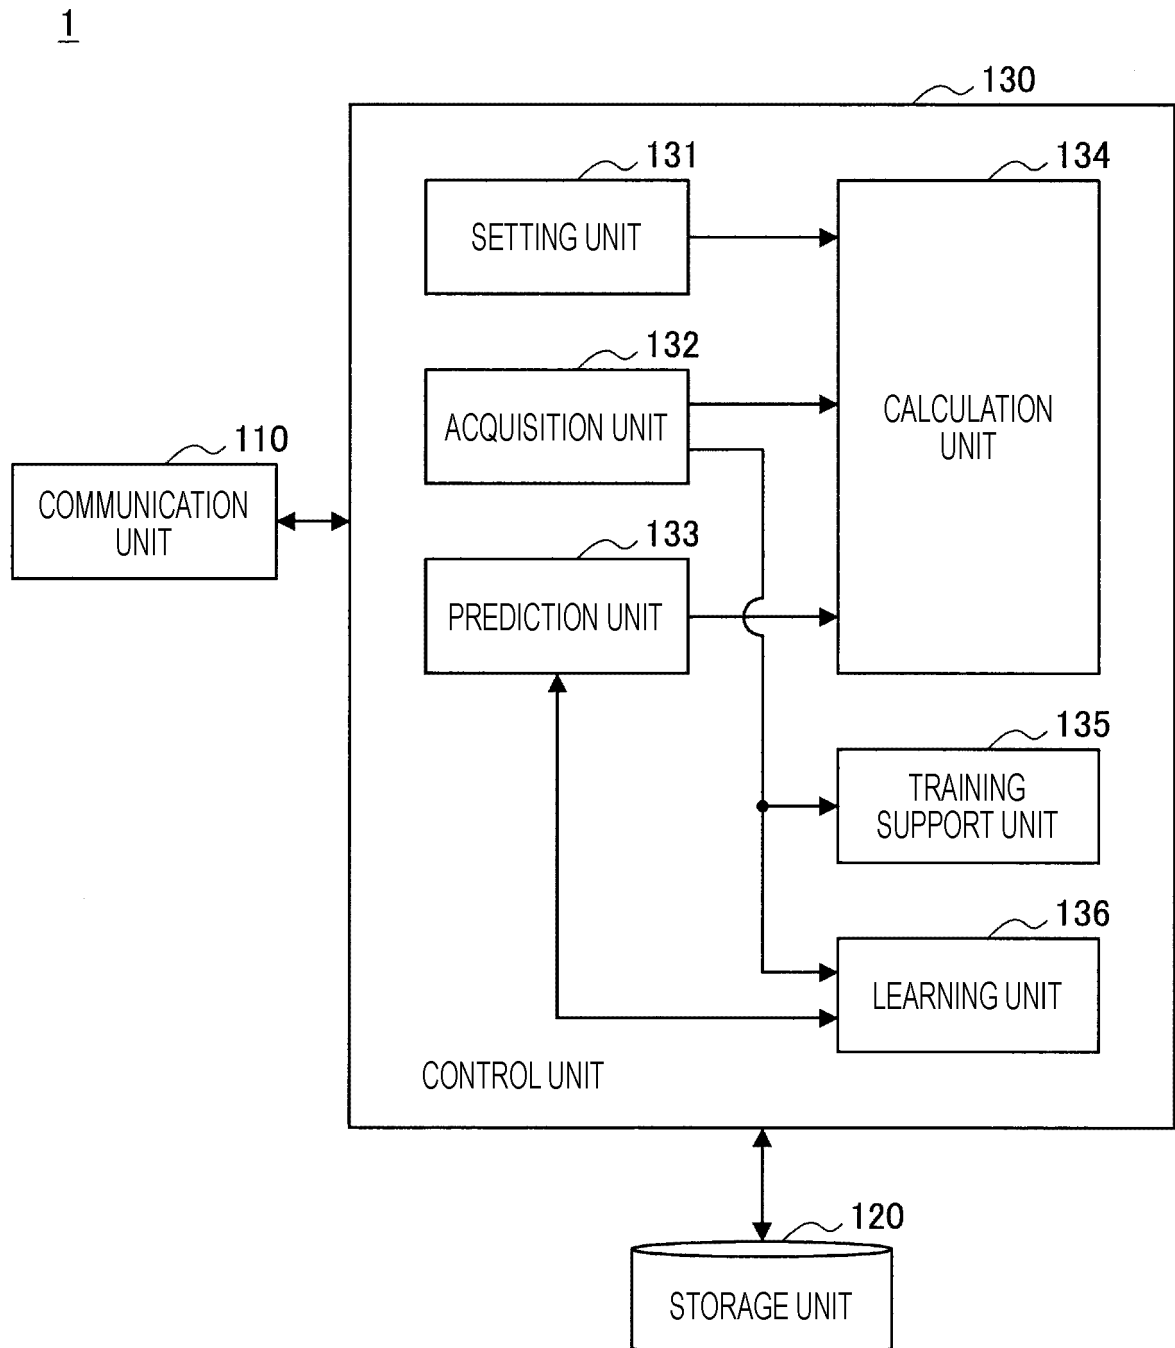 1
130
131
134
SETTING UNIT
132
ACQUISITION UNIT
CALCULATION
UNIT
110
COMMUNICATION
UNIT
133
PREDICTION UNIT
135
TRAINING
SUPPORT UNIT
136
LEARNING UNIT
CONTROL UNIT
120
STORAGE UNIT